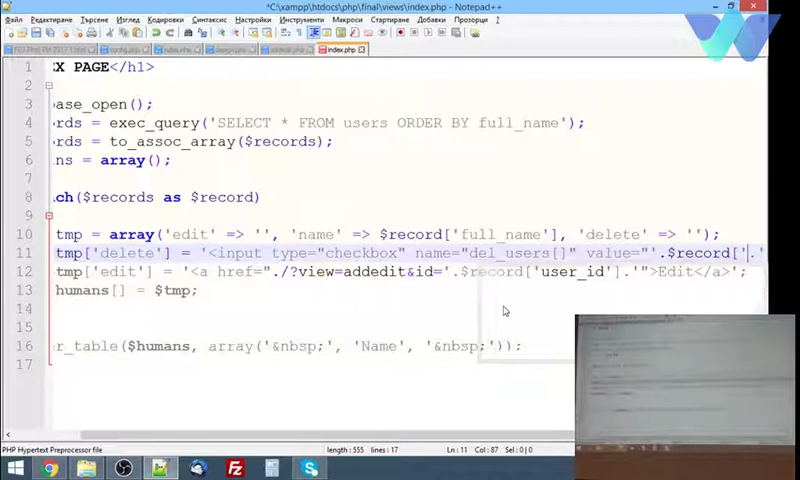 *C:\xampp\htdocs\php\final\views\index.php - Notepad++
Файл Редактиране Търсене Изглед Кодировки Синтаксис Настройки Инструменти Макроси Стартиране Добавки Прозорци ?
index.php
1 X PAGE</h1>
2
3 ase_open();
4 rds = exec_query('SELECT * FROM users ORDER BY full_name');
5 rds = to_assoc_array($records);
6 ns = array();
7
8 ch($records as $record)
9
10 tmp = array('edit' => '', 'name' => $record['full_name'], 'delete' => '');
11 tmp['delete'] = '<input type="checkbox" name="del_users[]" value="'.$record['.'
12 tmp['edit'] = '<a href="./?view=addedit&id='.$record['user_id'].'">Edit</a>';
13 humans[] = $tmp;
14
15
16 r_table($humans, array('&nbsp;', 'Name', '&nbsp;'));
17
PHP Hypertext Preprocessor file length : 555 lines : 17 Ln : 11 Col : 87 Sel : 0 | 0